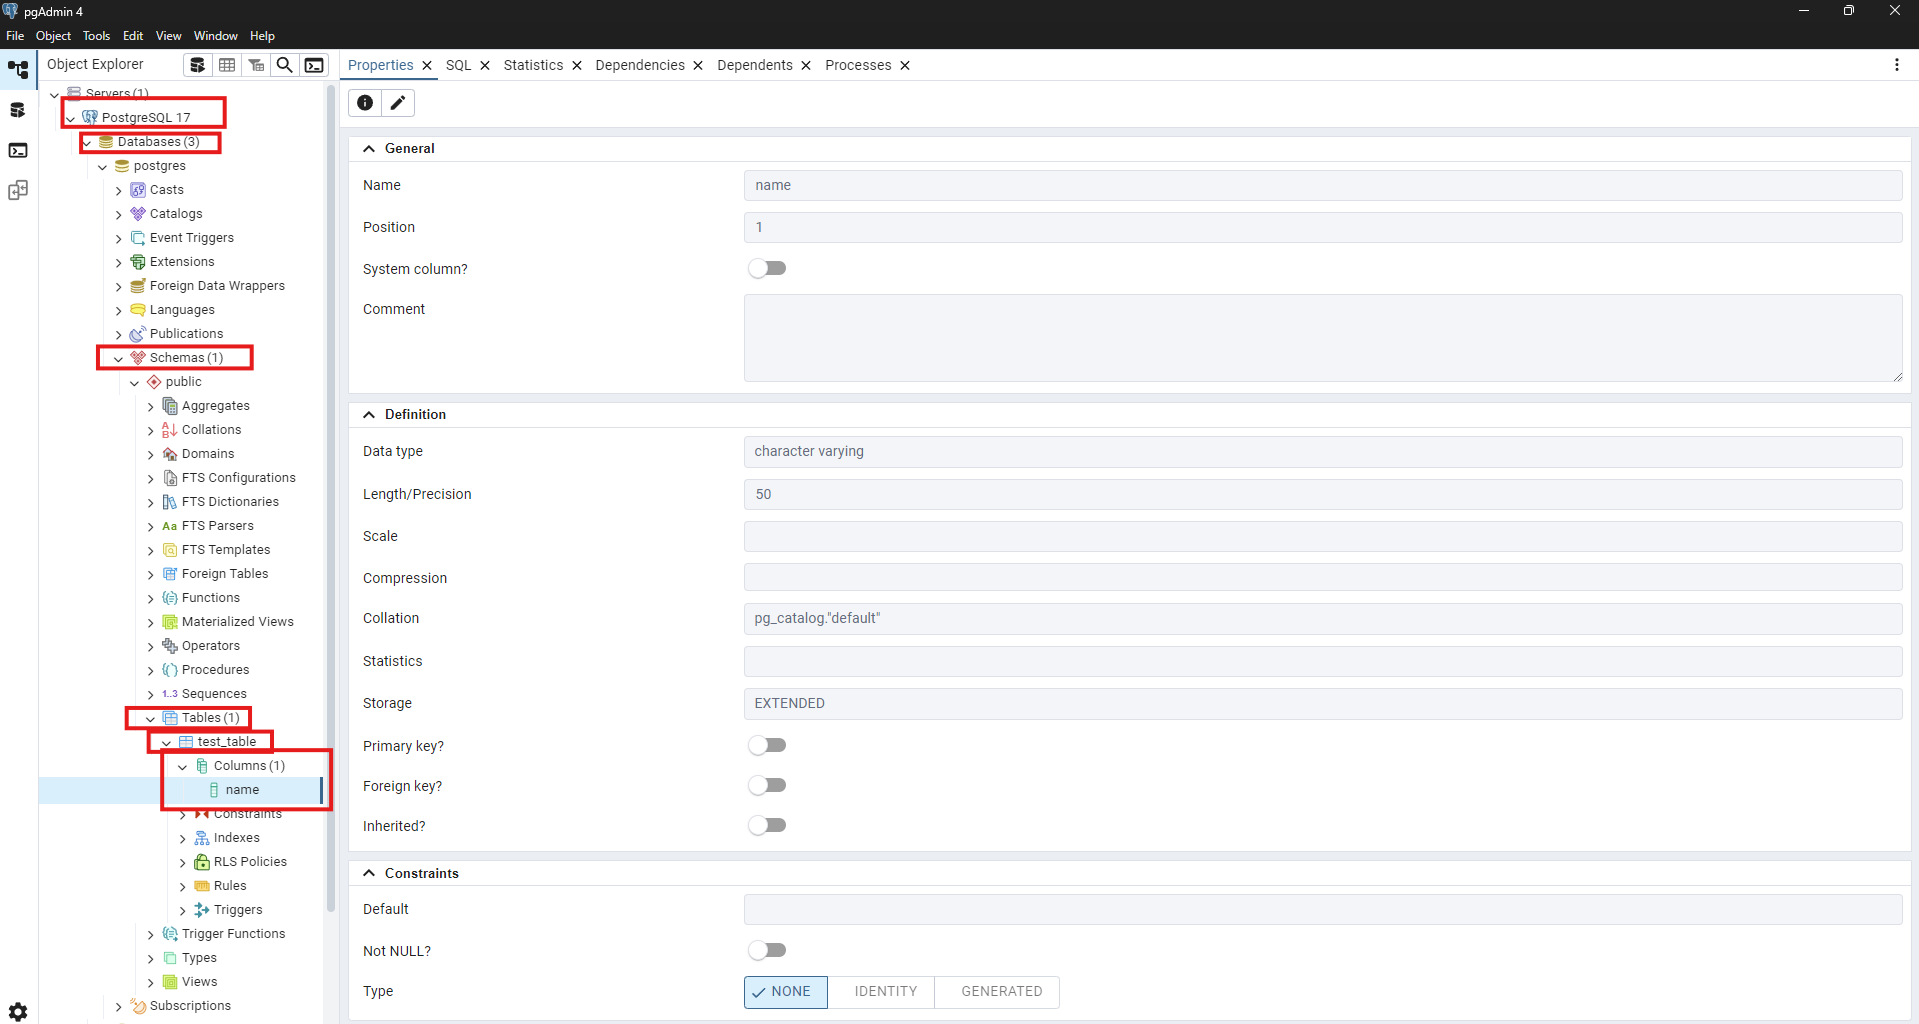 pgAdmin 4
File Object Tools Edit View Window Help
Object Explorer
Properties SQL Statistics Dependencies Dependents Processes
Servers (1)
PostgreSQL 17
Databases (3)
postgres
Casts
Catalogs
Event Triggers
Extensions
Foreign Data Wrappers
Languages
Publications
Schemas (1)
public
Aggregates
Collations
Domains
FTS Configurations
FTS Dictionaries
Aa FTS Parsers
FTS Templates
Foreign Tables
Functions
Materialized Views
Operators
Procedures
1..3 Sequences
Tables (1)
test_table
Columns (1)
name
Constraints
Indexes
RLS Policies
Rules
Triggers
Trigger Functions
Types
Views
Subscriptions
General
Name name
Position 1
System column?
Comment
Definition
Data type character varying
Length/Precision 50
Scale
Compression
Collation pg_catalog."default"
Statistics
Storage EXTENDED
Primary key?
Foreign key?
Inherited?
Constraints
Default
Not NULL?
Type NONE IDENTITY GENERATED